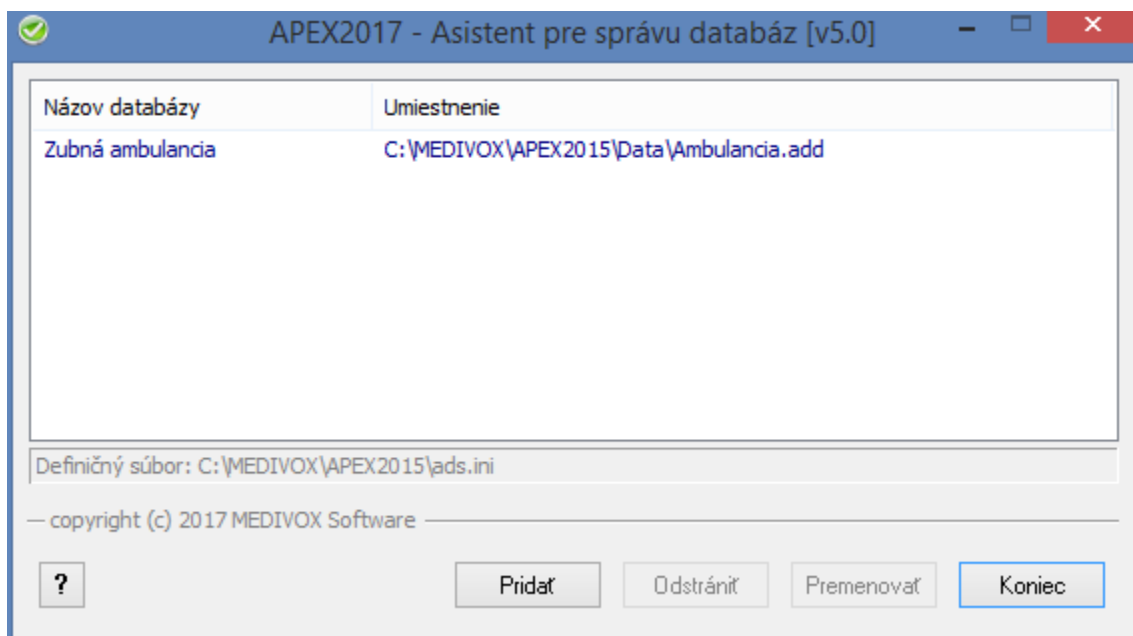 APEX2017 - Asistent pre správu databáz [v5.0]
Názov databázy Umiestnenie
Zubná ambulancia C:\MEDIVOX\APEX2015\Data\Ambulancia.add
Definičný súbor: C:\MEDIVOX\APEX2015\ads.ini
copyright (c) 2017 MEDIVOX Software
? Pridať Odstrániť Premenovať Koniec